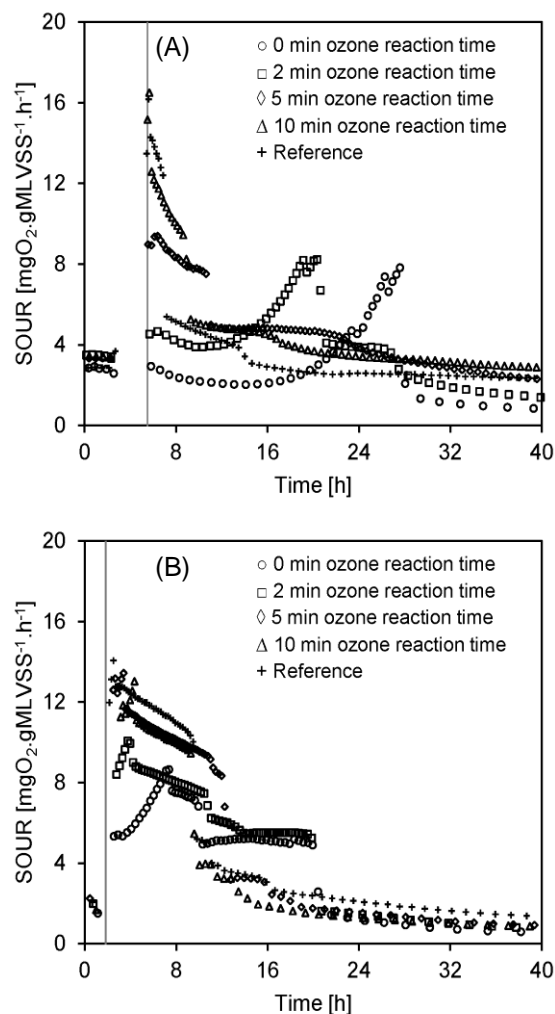 (A)
20
16
12
8
4
0
SOUR [mgO₂.gMLVSS⁻¹.h⁻¹]
○ 0 min ozone reaction time
□ 2 min ozone reaction time
◇ 5 min ozone reaction time
△ 10 min ozone reaction time
+ Reference
0 8 16 24 32 40
Time [h]
(B)
20
16
12
8
4
0
SOUR [mgO₂.gMLVSS⁻¹.h⁻¹]
○ 0 min ozone reaction time
□ 2 min ozone reaction time
◇ 5 min ozone reaction time
△ 10 min ozone reaction time
+ Reference
0 8 16 24 32 40
Time [h]